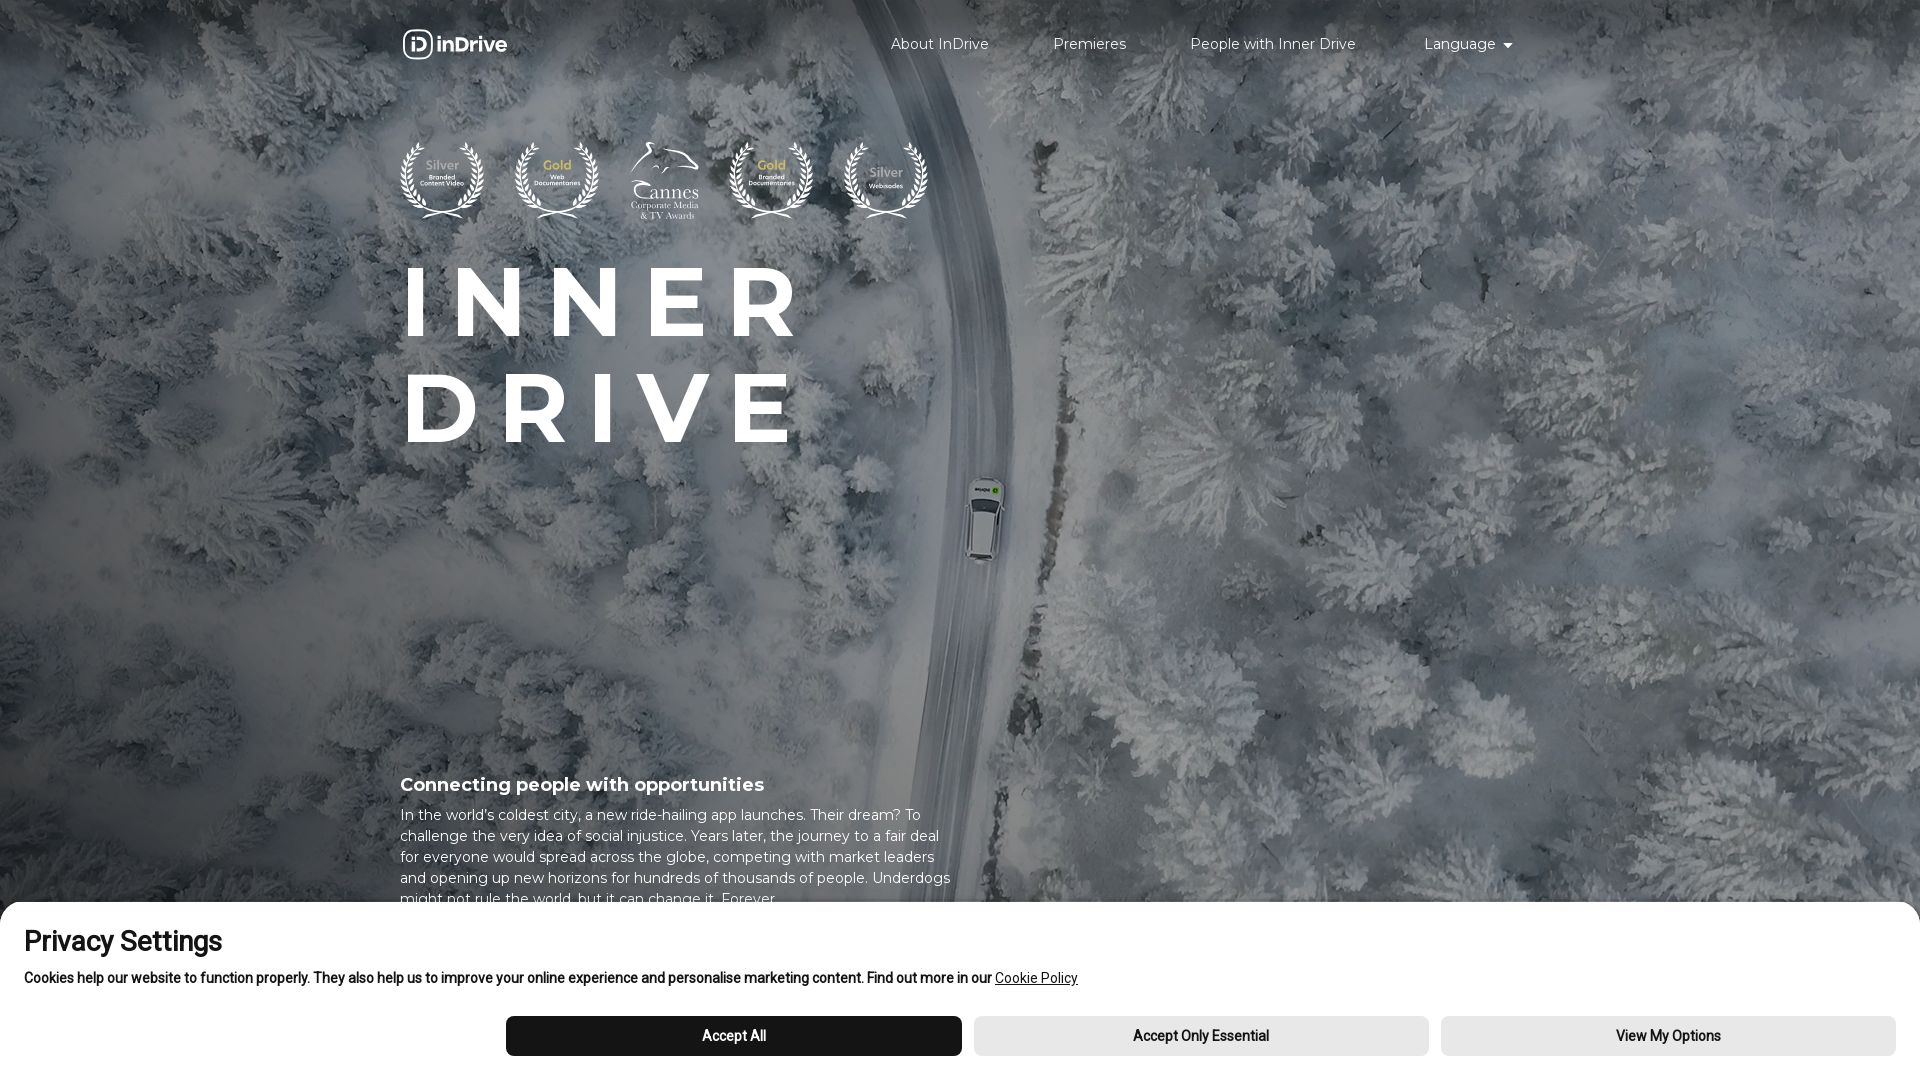 inDrive
About InDrive
Premieres
People with Inner Drive
Language
Silver
Branded
Content Video
Gold
Web
Documentaries
Cannes
Corporate Media
& TV Awards
Gold
Branded
Documentaries
Silver
Webisodes
INNER
DRIVE
Connecting people with opportunities
In the world’s coldest city, a new ride-hailing app launches. Their dream? To
challenge the very idea of social injustice. Years later, the journey to a fair deal
for everyone would spread across the globe, competing with market leaders
and opening up new horizons for hundreds of thousands of people. Underdogs
might not rule the world, but it can change it. Forever.
Privacy Settings
Cookies help our website to function properly. They also help us to improve your online experience and personalise marketing content. Find out more in our Cookie Policy
Accept All
Accept Only Essential
View My Options